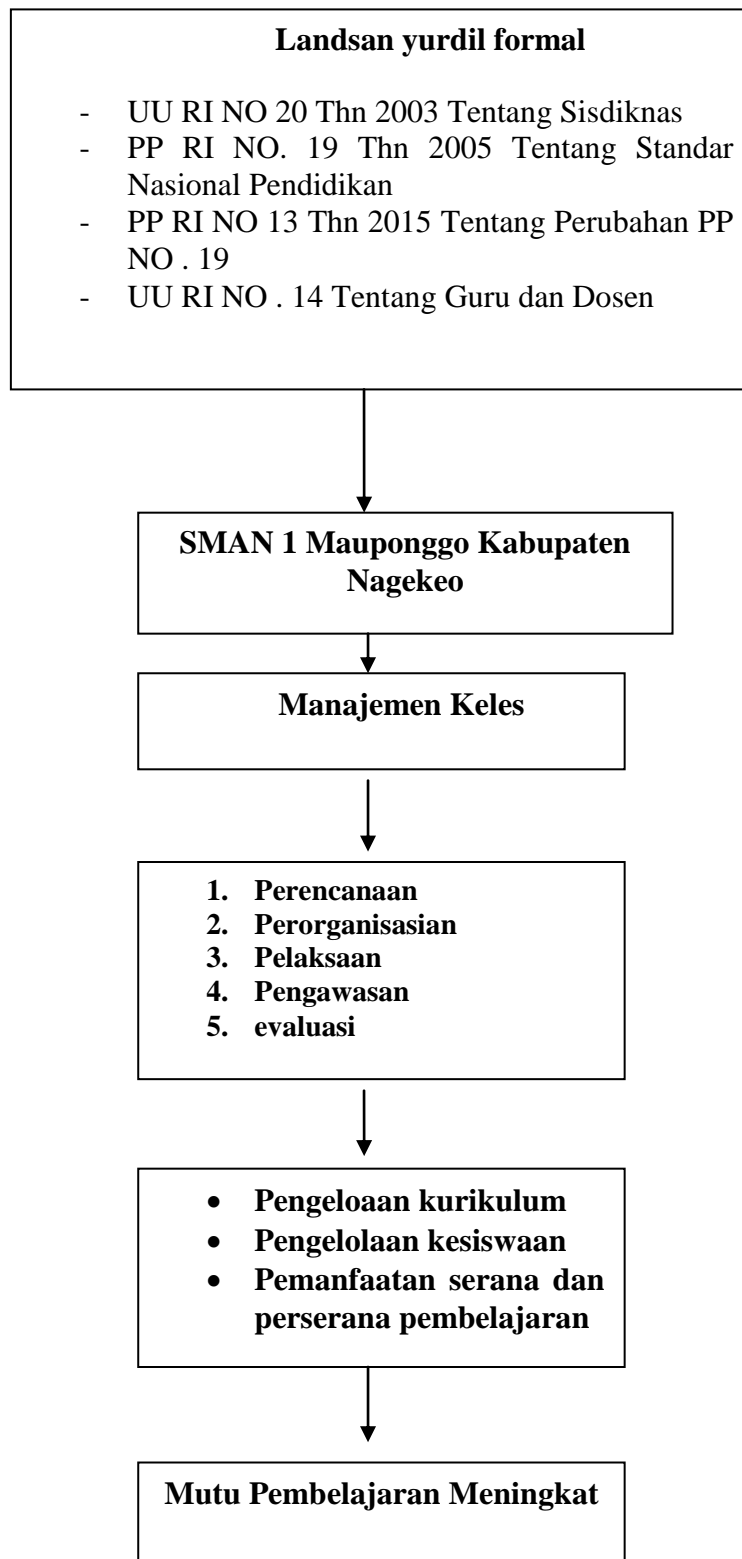 Landsan yurdil formal
- UU RI NO 20 Thn 2003 Tentang Sisdiknas
- PP RI NO. 19 Thn 2005 Tentang Standar
Nasional Pendidikan
- PP RI NO 13 Thn 2015 Tentang Perubahan PP
NO . 19
- UU RI NO . 14 Tentang Guru dan Dosen
SMAN 1 Mauponggo Kabupaten
Nagekeo
Manajemen Keles
1. Perencanaan
2. Perorganisasian
3. Pelaksaan
4. Pengawasan
5. evaluasi
• Pengeloaan kurikulum
• Pengelolaan kesiswaan
• Pemanfaatan serana dan
perserana pembelajaran
Mutu Pembelajaran Meningkat